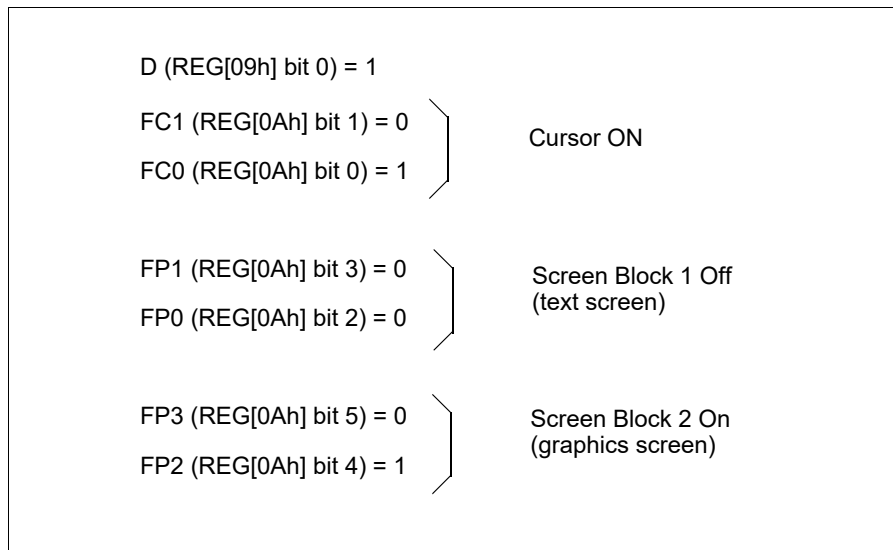 D (REG[09h] bit 0) = 1
FC1 (REG[0Ah] bit 1) = 0
FC0 (REG[0Ah] bit 0) = 1
Cursor ON
FP1 (REG[0Ah] bit 3) = 0
FP0 (REG[0Ah] bit 2) = 0
Screen Block 1 Off
(text screen)
FP3 (REG[0Ah] bit 5) = 0
FP2 (REG[0Ah] bit 4) = 1
Screen Block 2 On
(graphics screen)